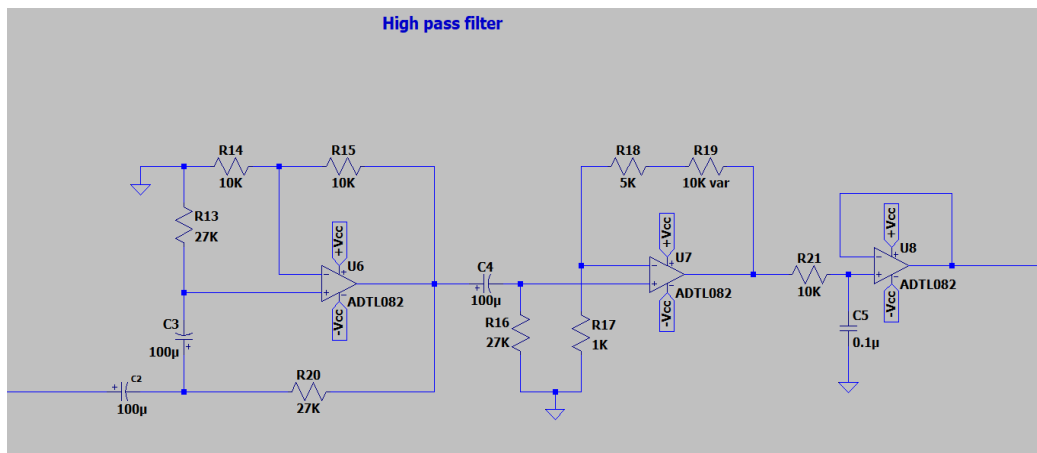 High pass filter
R14
10K
R15
10K
R13
27K
+Vcc
U6
ADTL082
-Vcc
C3
100µ
C2
100µ
R20
27K
C4
100µ
R16
27K
R17
1K
R18
5K
R19
10K var
+Vcc
U7
ADTL082
-Vcc
R21
10K
C5
0.1µ
+Vcc
U8
ADTL082
-Vcc